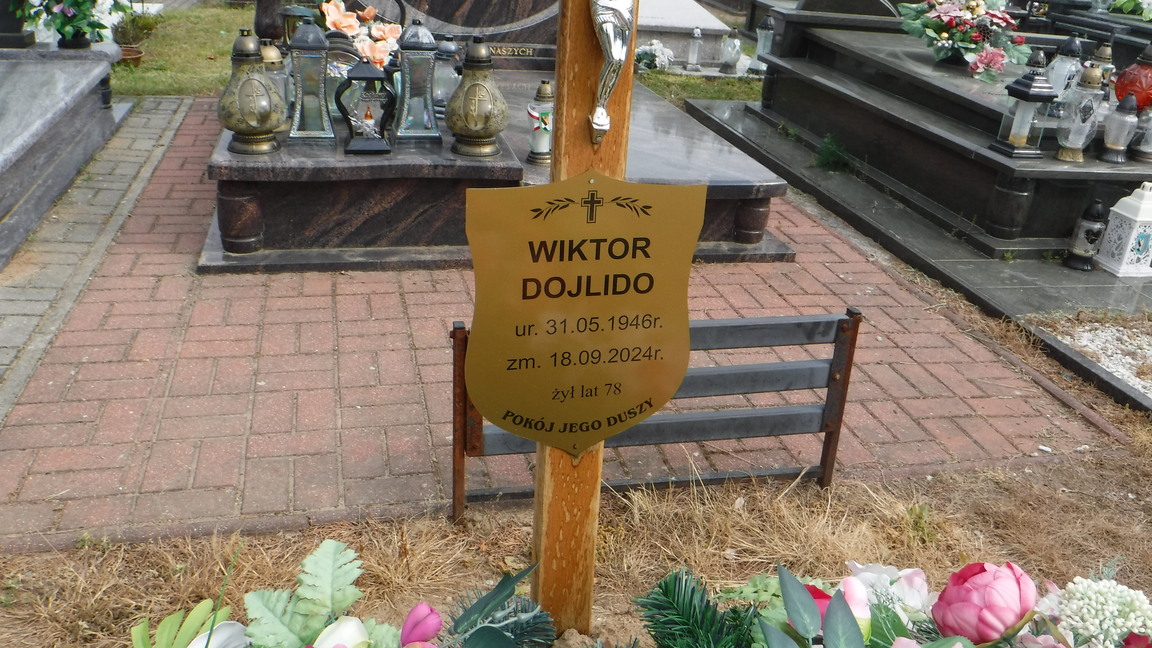 NASZYCH
WIKTOR
DOJLIDO
ur. 31.05.1946r.
zm. 18.09.2024r.
żył lat 78
POKÓJ JEGO DUSZY